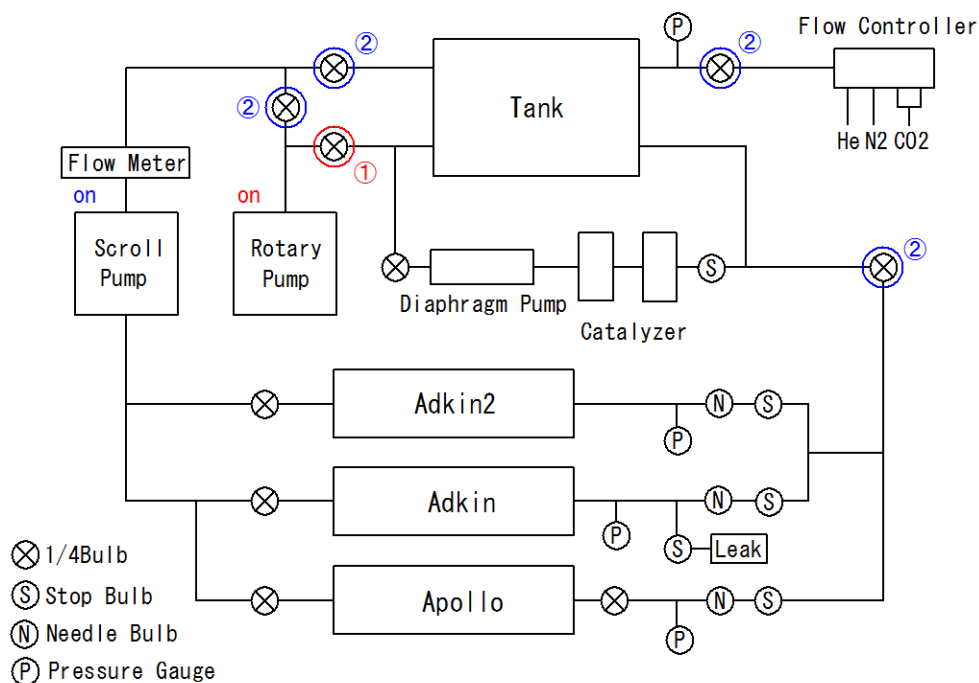 Flow Controller
P
②
②
Tank
②
He N2 CO2
①
Flow Meter
on
on
②
Scroll
Pump
Rotary
Pump
S
Diaphragm Pump
Catalyzer
Adkin2
N
S
P
Adkin
N
S
P
S
Leak
1/4Bulb
S Stop Bulb
Apollo
N
S
N Needle Bulb
P
P Pressure Gauge